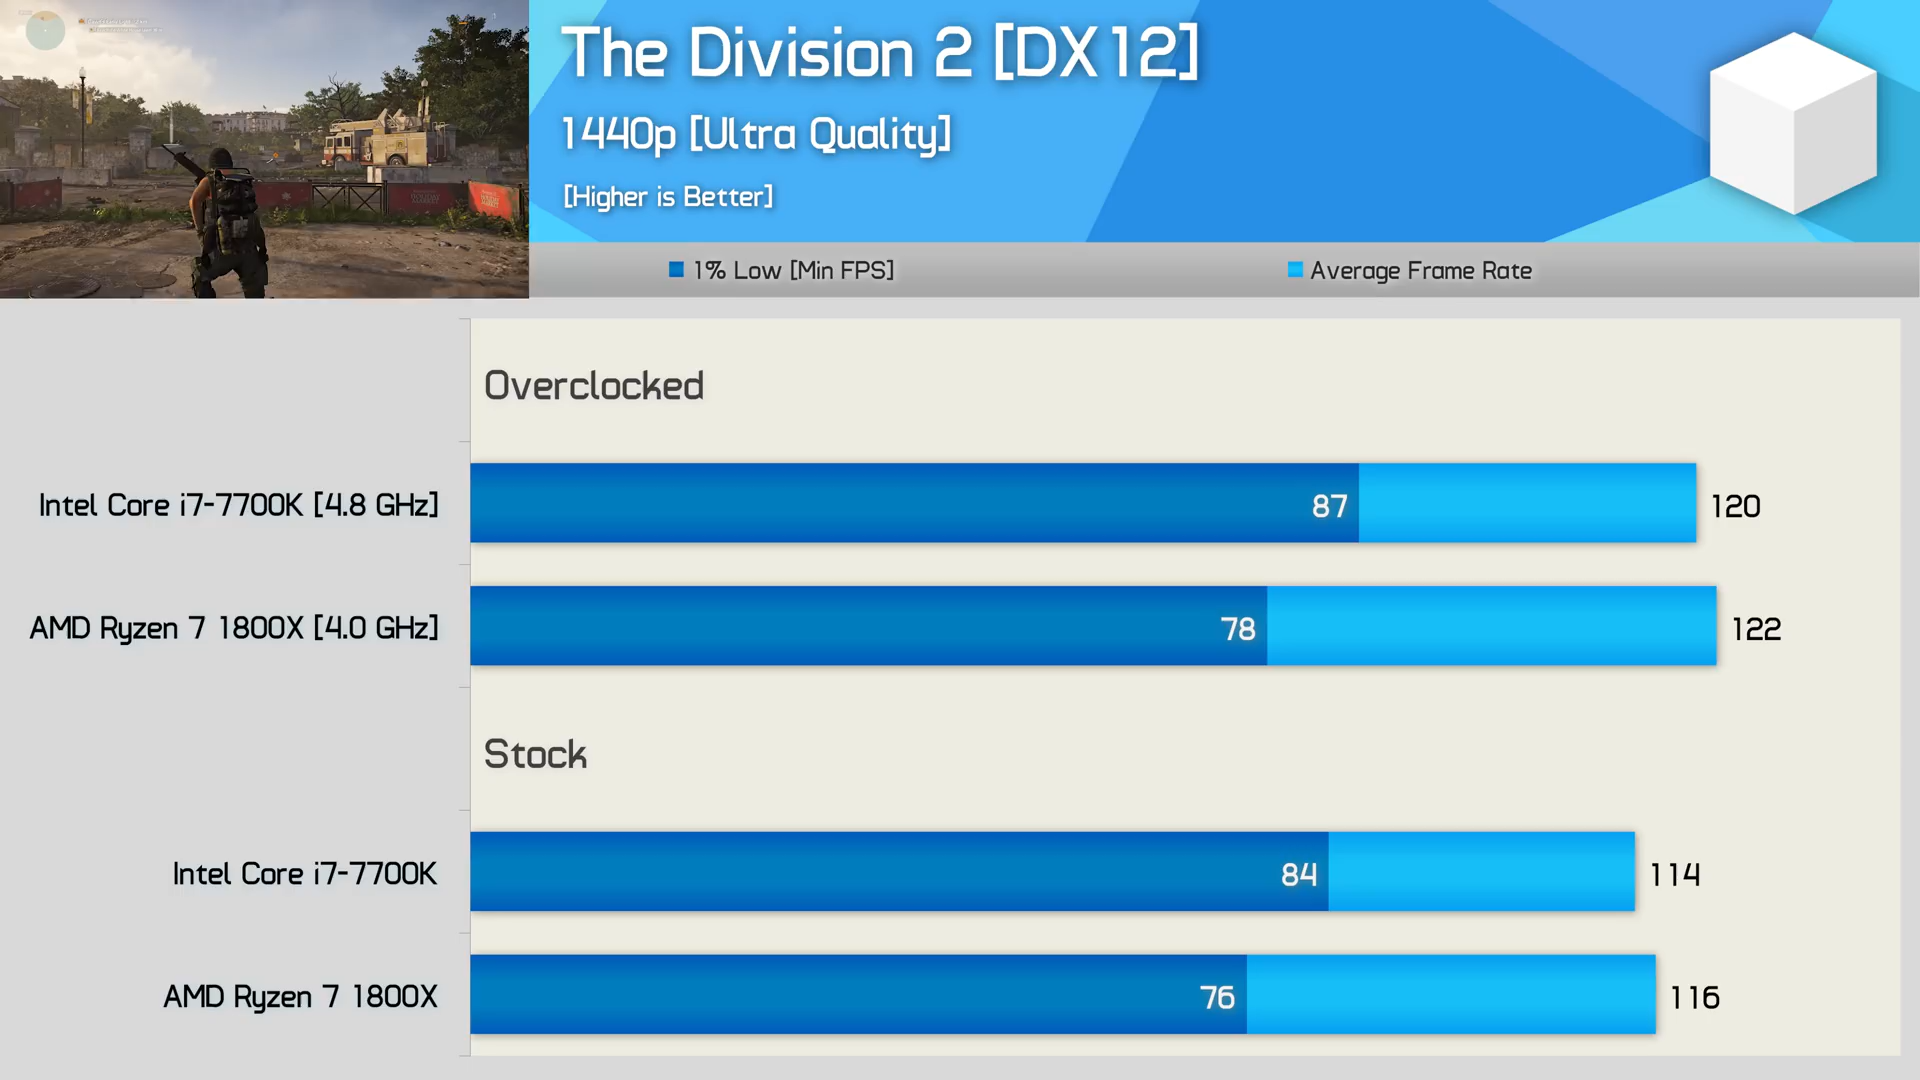 The Division 2 [DX12]
1440p [Ultra Quality]
[Higher is Better]
1% Low [Min FPS]
Average Frame Rate
Overclocked
Intel Core i7-7700K [4.8 GHz]
87
120
AMD Ryzen 7 1800X [4.0 GHz]
78
122
Stock
Intel Core i7-7700K
84
114
AMD Ryzen 7 1800X
76
116